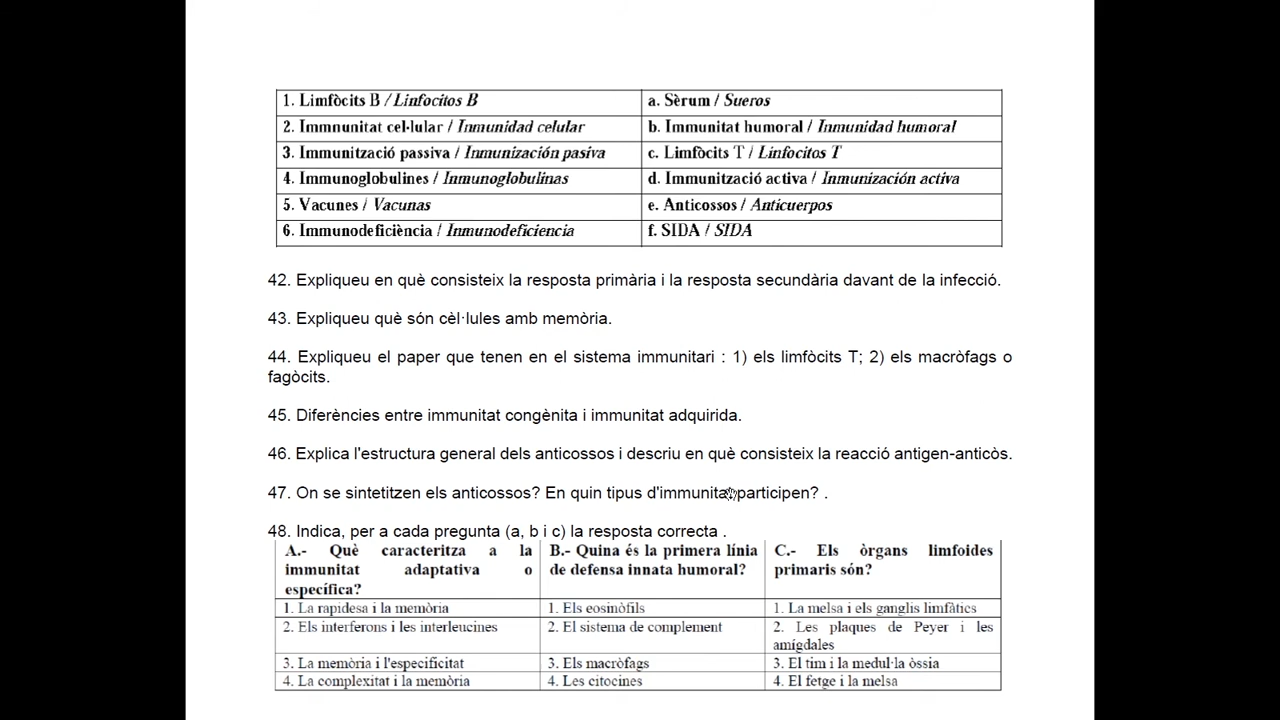 1. Limfòcits B / Linfocitos B
a. Sèrum / Sueros
2. Immnunitat cel·lular / Inmunidad celular
b. Immunitat humoral / Inmunidad humoral
3. Immunització passiva / Inmunización pasiva
c. Limfòcits T / Linfocitos T
4. Immunoglobulines / Inmunoglobulinas
d. Immunització activa / Inmunización activa
5. Vacunes / Vacunas
e. Anticossos / Anticuerpos
6. Immunodeficiència / Inmunodeficiencia
f. SIDA / SIDA
42. Expliqueu en què consisteix la resposta primària i la resposta secundària davant de la infecció.
43. Expliqueu què són cèl·lules amb memòria.
44. Expliqueu el paper que tenen en el sistema immunitari : 1) els limfòcits T; 2) els macròfags o
fagòcits.
45. Diferències entre immunitat congènita i immunitat adquirida.
46. Explica l'estructura general dels anticossos i descriu en què consisteix la reacció antigen-anticòs.
47. On se sintetitzen els anticossos? En quin tipus d'immunitat participen? .
48. Indica, per a cada pregunta (a, b i c) la resposta correcta .
A.- Què caracteritza a la
immunitat adaptativa o
específica?
B.- Quina és la primera línia
de defensa innata humoral?
C.- Els òrgans limfoides
primaris són?
1. La rapidesa i la memòria
1. Els eosinòfils
1. La melsa i els ganglis limfàtics
2. Els interferons i les interleucines
2. El sistema de complement
2. Les plaques de Peyer i les
amígdales
3. La memòria i l'especificitat
3. Els macròfags
3. El tim i la medul·la òssia
4. La complexitat i la memòria
4. Les citocines
4. El fetge i la melsa